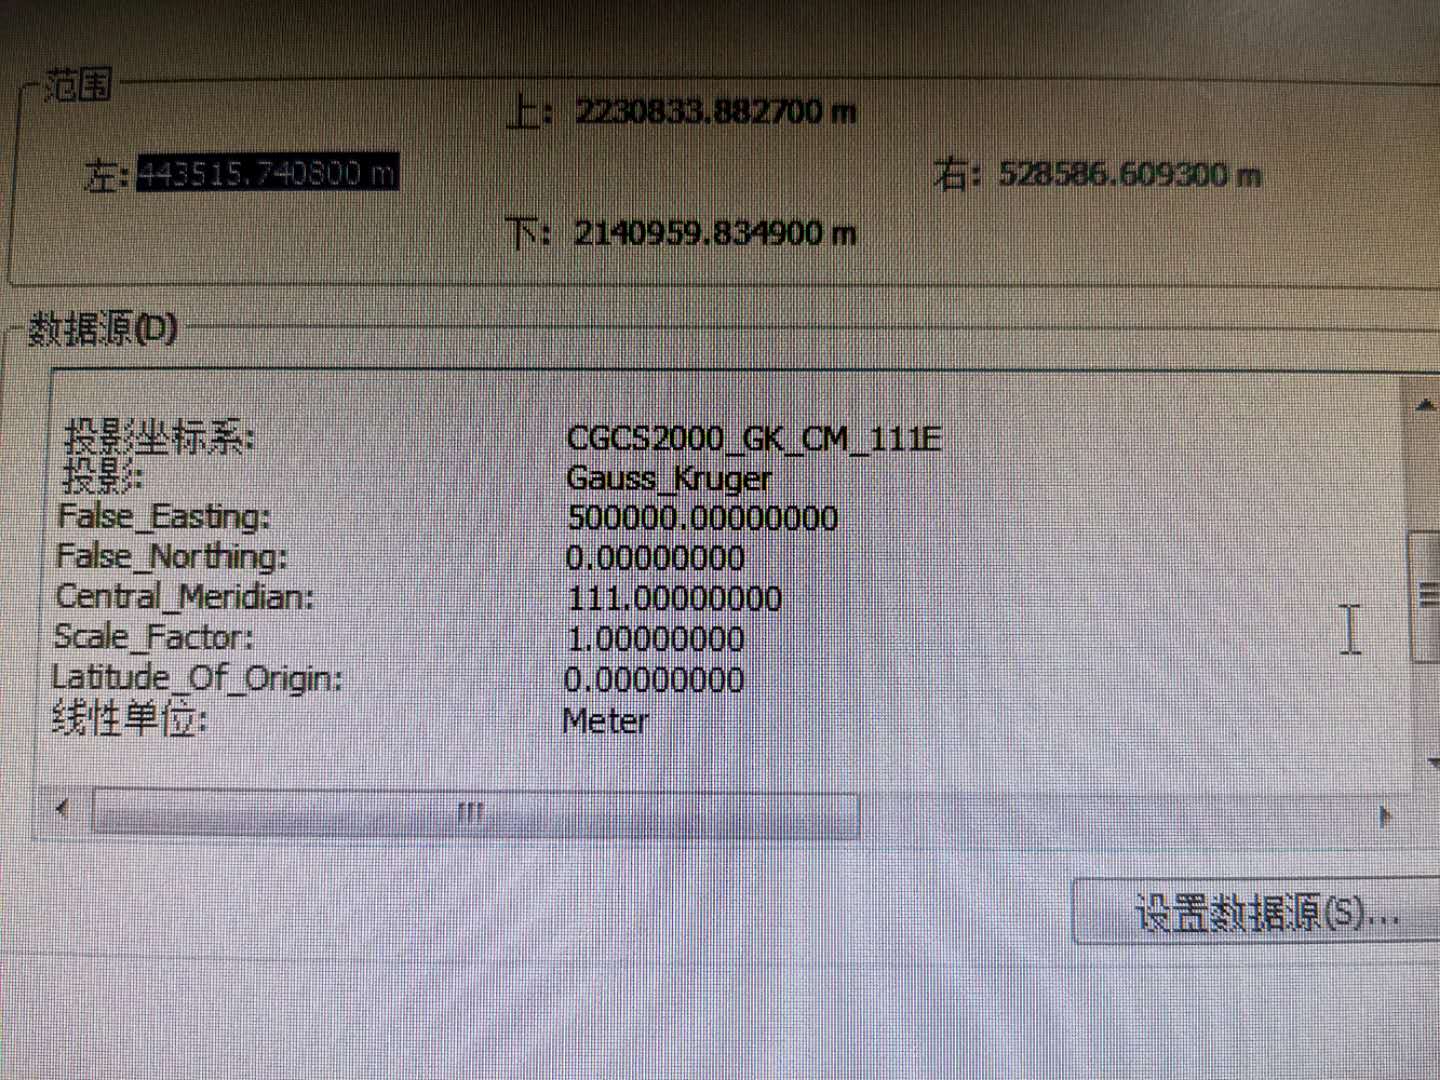 范围
上: 2230833.882700 m
左: 443515.740800 m
右: 528586.609300 m
下: 2140959.834900 m
数据源(D)
投影坐标系: CGCS2000_GK_CM_111E
投影: Gauss_Kruger
False_Easting: 500000.00000000
False_Northing: 0.00000000
Central_Meridian: 111.00000000
Scale_Factor: 1.00000000
Latitude_Of_Origin: 0.00000000
线性单位: Meter
设置数据源(S)...